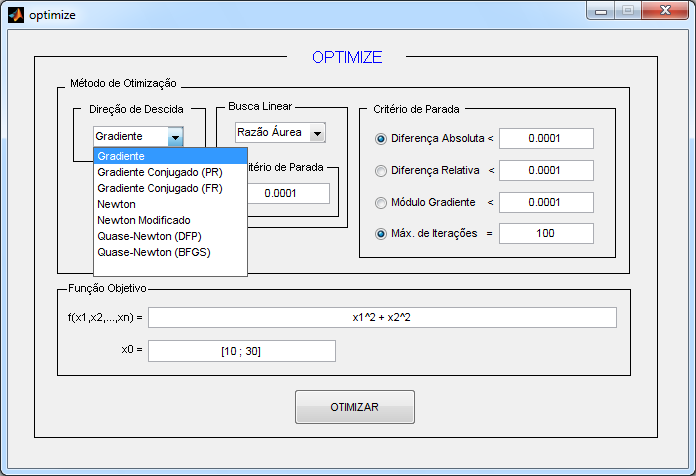 optimize
OPTIMIZE
Método de Otimização
Direção de Descida
Gradiente
Gradiente
Gradiente Conjugado (PR)
Gradiente Conjugado (FR)
Newton
Newton Modificado
Quase-Newton (DFP)
Quase-Newton (BFGS)
Busca Linear
Razão Áurea
ritério de Parada
0.0001
Critério de Parada
Diferença Absoluta < 0.0001
Diferença Relativa < 0.0001
Módulo Gradiente < 0.0001
Máx. de Iterações = 100
Função Objetivo
f(x1,x2,...,xn) = x1^2 + x2^2
x0 = [10 ; 30]
OTIMIZAR